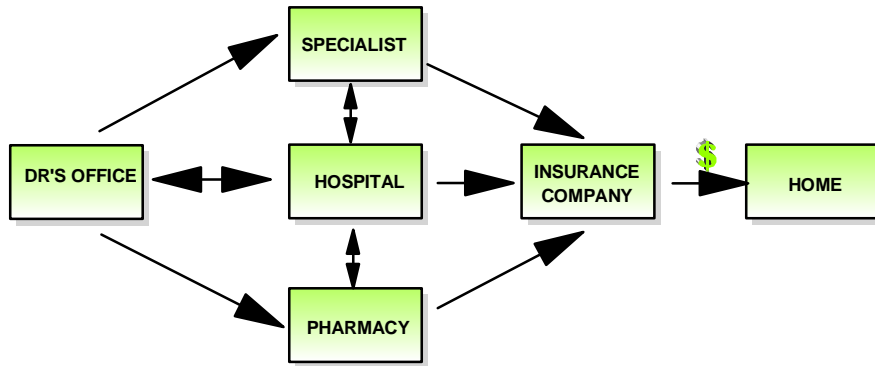 SPECIALIST
DR'S OFFICE
HOSPITAL
INSURANCE
COMPANY
$
HOME
PHARMACY